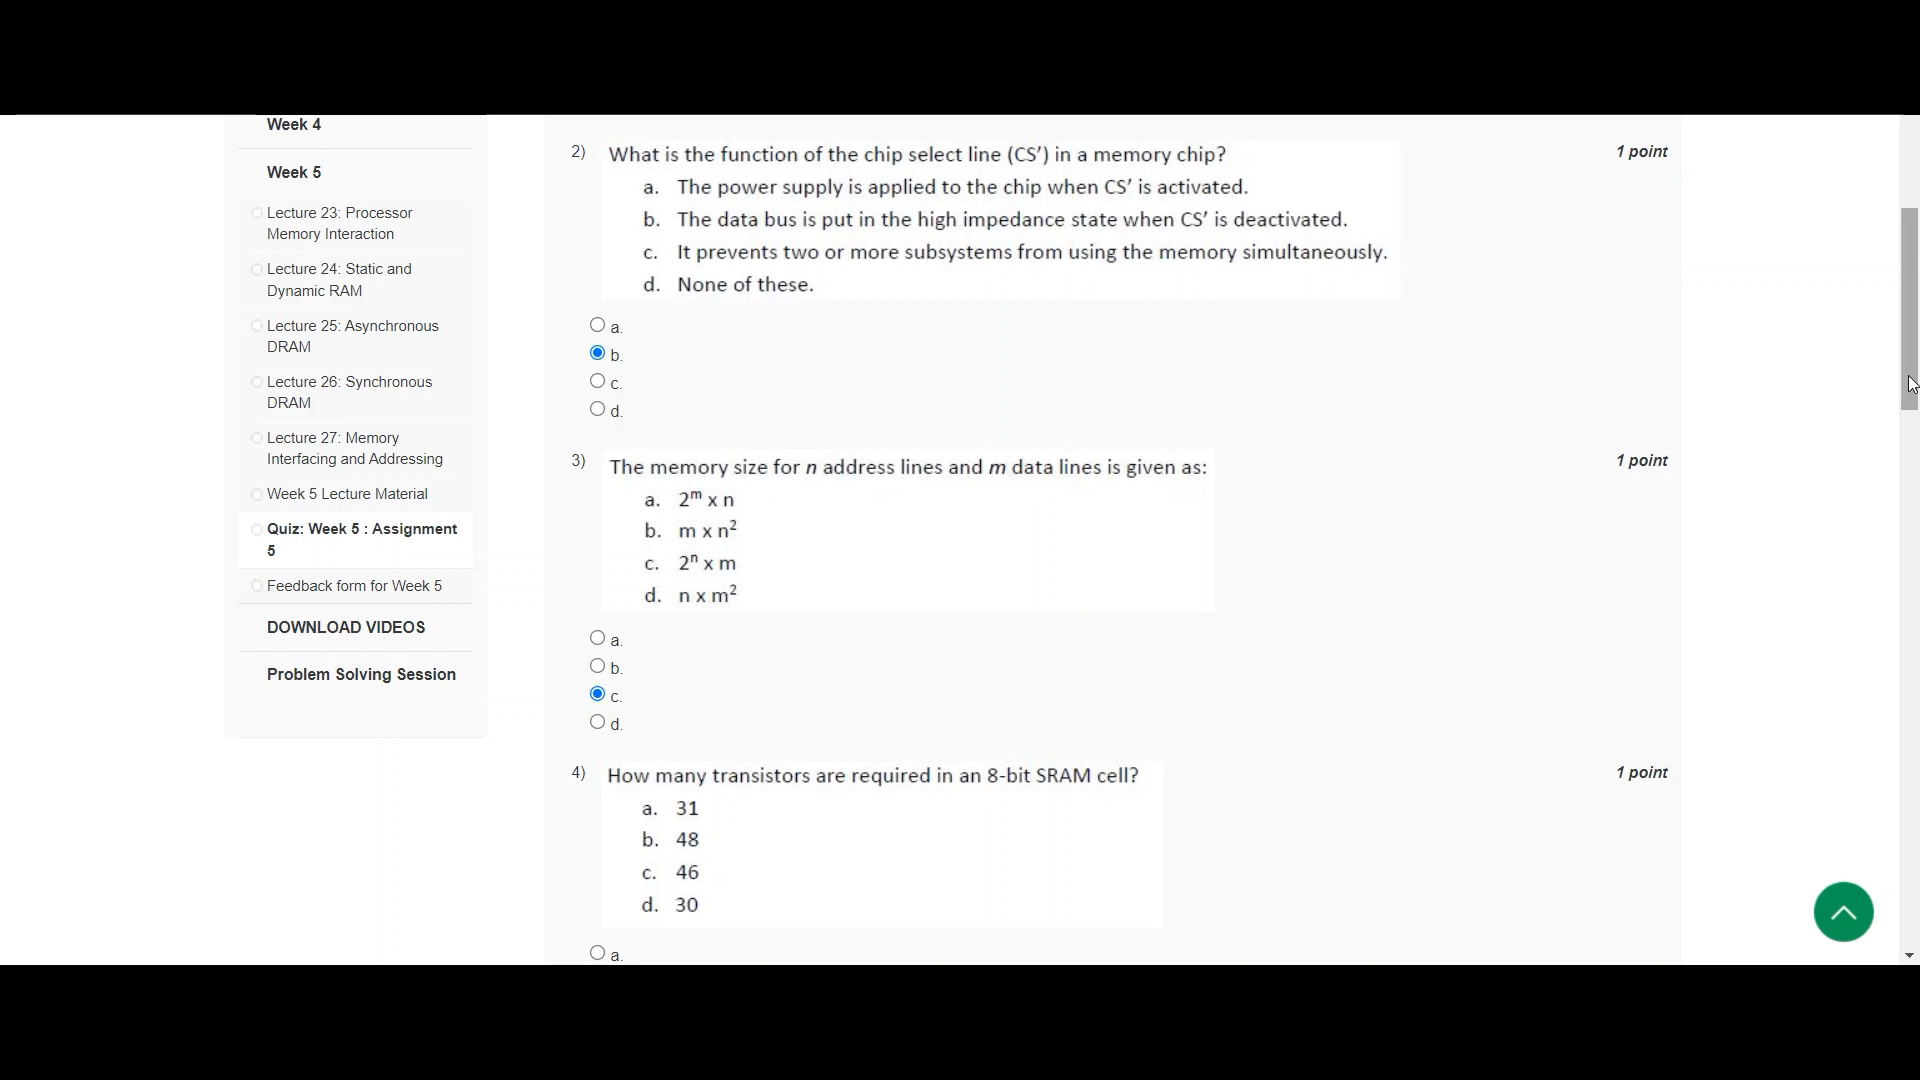 Week 4
Week 5
Lecture 23: Processor
Memory Interaction
Lecture 24: Static and
Dynamic RAM
Lecture 25: Asynchronous
DRAM
Lecture 26: Synchronous
DRAM
Lecture 27: Memory
Interfacing and Addressing
Week 5 Lecture Material
Quiz: Week 5 : Assignment
5
Feedback form for Week 5
DOWNLOAD VIDEOS
Problem Solving Session
2) What is the function of the chip select line (CS′) in a memory chip? 1 point
a. The power supply is applied to the chip when CS′ is activated.
b. The data bus is put in the high impedance state when CS′ is deactivated.
c. It prevents two or more subsystems from using the memory simultaneously.
d. None of these.
a.
b.
c.
d.
3) The memory size for n address lines and m data lines is given as: 1 point
a. 2ᵐ x n
b. m x n²
c. 2ⁿ x m
d. n x m²
a.
b.
c.
d.
4) How many transistors are required in an 8-bit SRAM cell? 1 point
a. 31
b. 48
c. 46
d. 30
a.